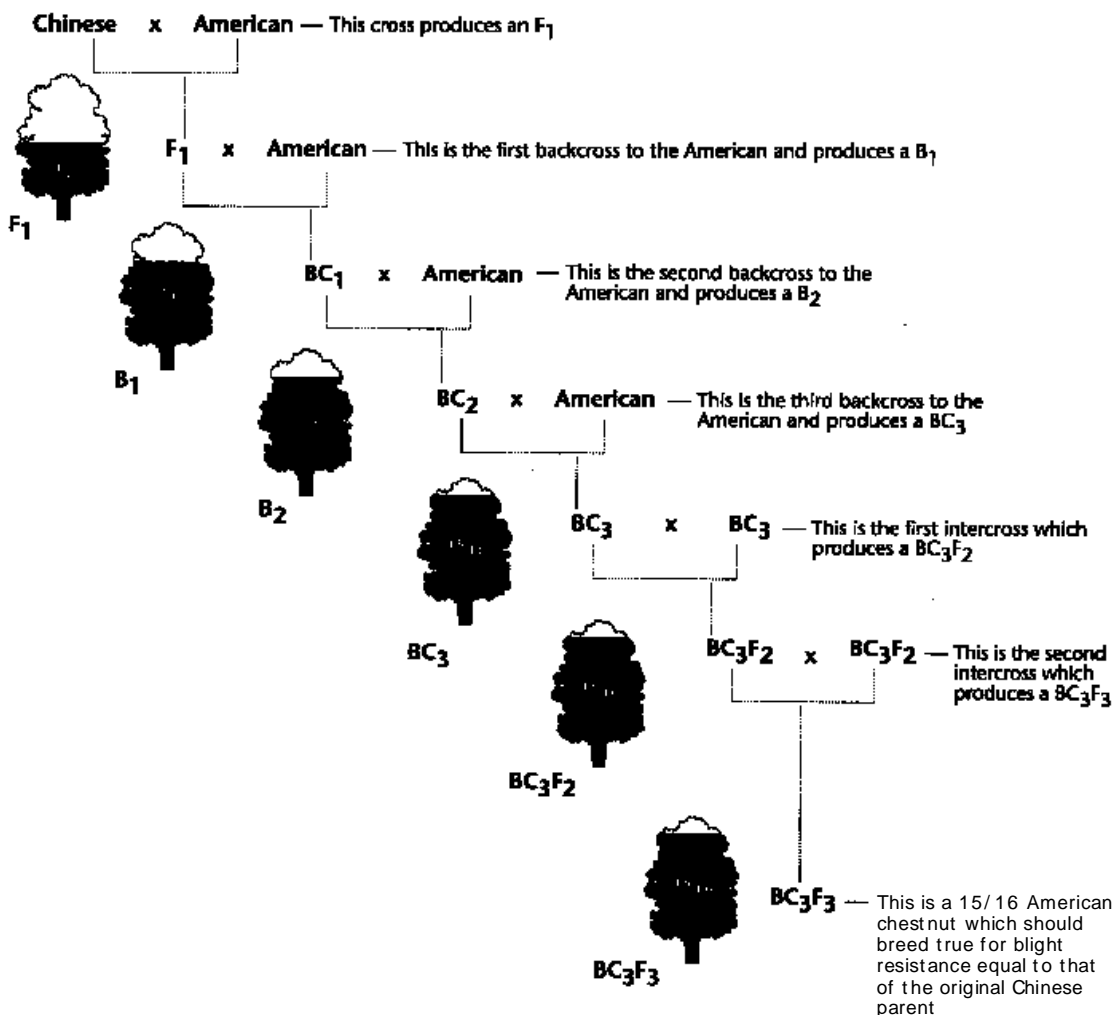 Chinese x American — This cross produces an F1
F1 x American — This is the first backcross to the American and produces a B1
F1
BC1 x American — This is the second backcross to the
American and produces a B2
B1
BC2 x American — This is the third backcross to the
American and produces a BC3
B2
BC3 x BC3 — This is the first intercross which
produces a BC3F2
BC3
BC3F2 x BC3F2 — This is the second
intercross which
produces a BC3F3
BC3F2
BC3F3 — This is a 15/16 American
chestnut which should
breed true for blight
resistance equal to that
of the original Chinese
parent
BC3F3